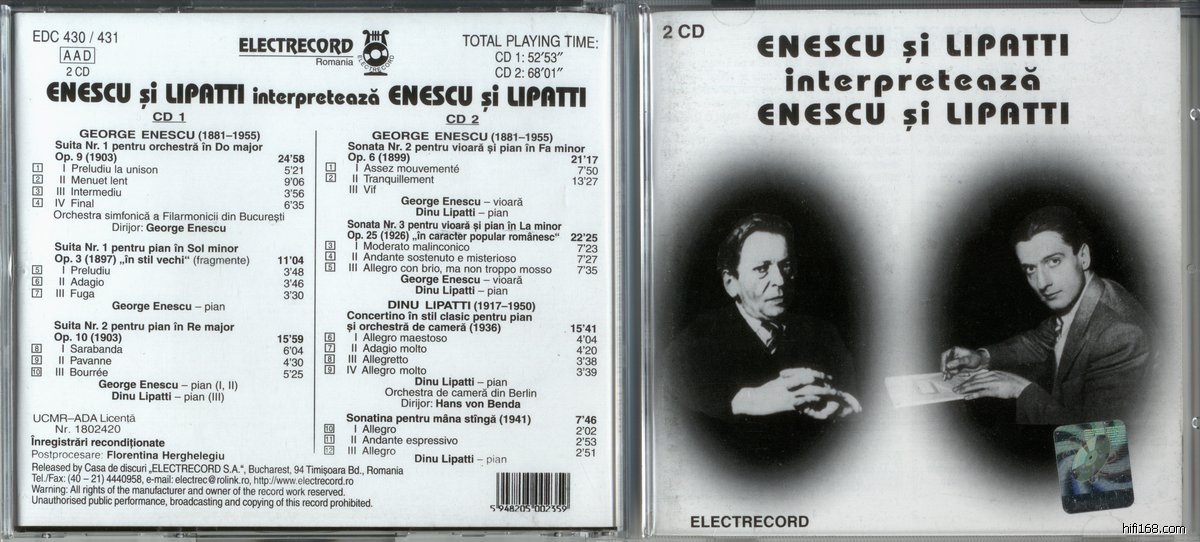 EDC 430 / 431
AAD
2 CD
ELECTRECORD
Romania
ELECTRECORD
TOTAL PLAYING TIME:
CD 1: 52'53"
CD 2: 68'01"
ENESCU și LIPATTI interpretează ENESCU și LIPATTI
CD 1
GEORGE ENESCU (1881–1955)
Suita Nr. 1 pentru orchestră în Do major
Op. 9 (1903) 24'58
1 I Preludiu la unison 5'21
2 II Menuet lent 9'06
3 III Intermediu 3'56
4 IV Final 6'35
Orchestra simfonică a Filarmonicii din București
Dirijor: George Enescu
Suita Nr. 1 pentru pian în Sol minor
Op. 3 (1897) „în stil vechi“ (fragmente) 11'04
5 I Preludiu 3'48
6 II Adagio 3'46
7 III Fuga 3'30
George Enescu – pian
Suita Nr. 2 pentru pian în Re major
Op. 10 (1903) 15'59
8 I Sarabanda 6'04
9 II Pavanne 4'30
10 III Bourrée 5'25
George Enescu – pian (I, II)
Dinu Lipatti – pian (III)
UCMR–ADA Licență
Nr. 1802420
Înregistrări recondiționate
Postprocesare: Florentina Herghelegiu
Released by Casa de discuri „ELECTRECORD S.A.“, Bucharest, 94 Timișoara Bd., Romania
Tel./Fax: (40 – 21) 4440958, e-mail: electrec@rolink.ro, http://www.electrecord.ro
Warning: All rights of the manufacturer and owner of the record work reserved.
Unauthorised public performance, broadcasting and copying of this record prohibited.
CD 2
GEORGE ENESCU (1881–1955)
Sonata Nr. 2 pentru vioară și pian în Fa minor
Op. 6 (1899) 21'17
1 I Assez mouvementé 7'50
2 II Tranquillement 13'27
III Vif
George Enescu – vioară
Dinu Lipatti – pian
Sonata Nr. 3 pentru vioară și pian în La minor
Op. 25 (1926) „în caracter popular românesc“ 22'25
3 I Moderato malinconico 7'23
4 II Andante sostenuto e misterioso 7'27
5 III Allegro con brio, ma non troppo mosso 7'35
George Enescu – vioară
Dinu Lipatti – pian
DINU LIPATTI (1917–1950)
Concertino în stil clasic pentru pian
și orchestră de cameră (1936) 15'41
6 I Allegro maestoso 4'04
7 II Adagio molto 4'20
8 III Allegretto 3'38
9 IV Allegro molto 3'39
Dinu Lipatti – pian
Orchestra de cameră din Berlin
Dirijor: Hans von Benda
Sonatina pentru mâna stîngă (1941) 7'46
10 I Allegro 2'02
11 II Andante espressivo 2'53
12 III Allegro 2'51
Dinu Lipatti – pian
5 948205 002359
2 CD
ENESCU și LIPATTI
interpretează
ENESCU și LIPATTI
ELECTRECORD
hifi168.com